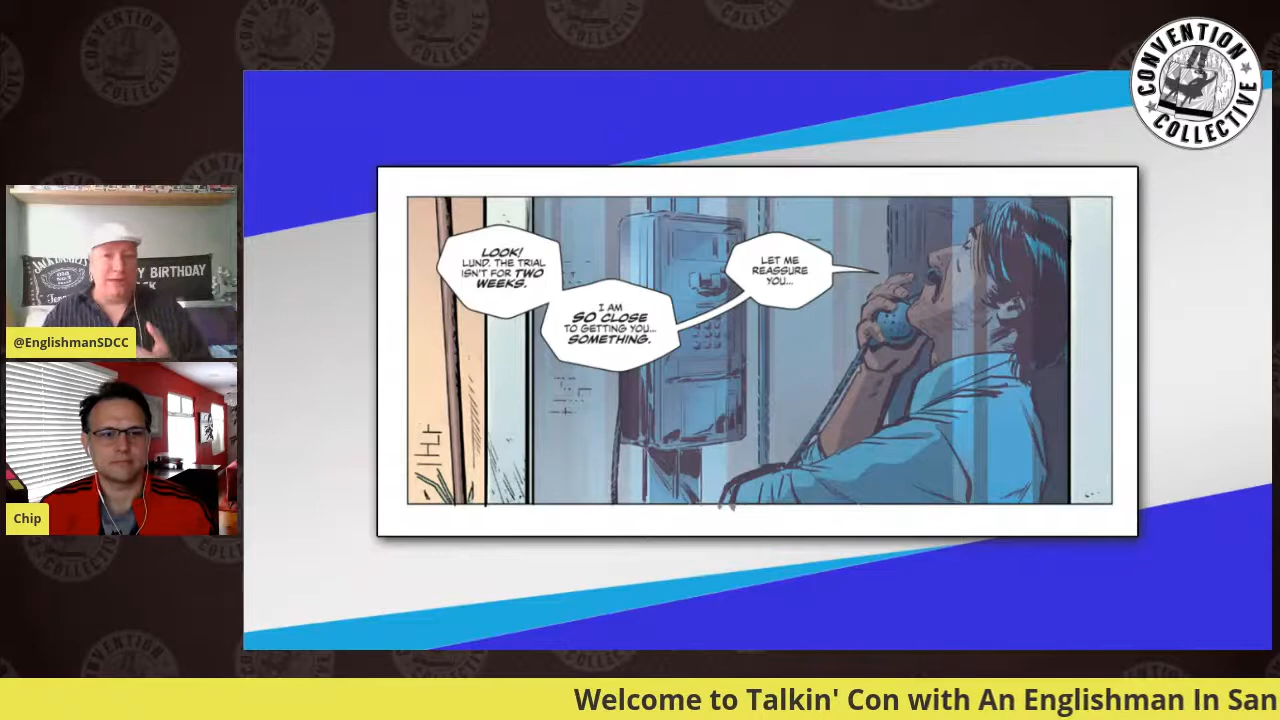 CONVENTION
COLLECTIVE
LOOK!
LUND. THE TRIAL
ISN'T FOR TWO
WEEKS.
I AM
SO CLOSE
TO GETTING YOU...
SOMETHING.
LET ME
REASSURE
YOU...
Y BIRTHDAY
@EnglishmanSDCC
Chip
Welcome to Talkin' Con with An Englishman In San